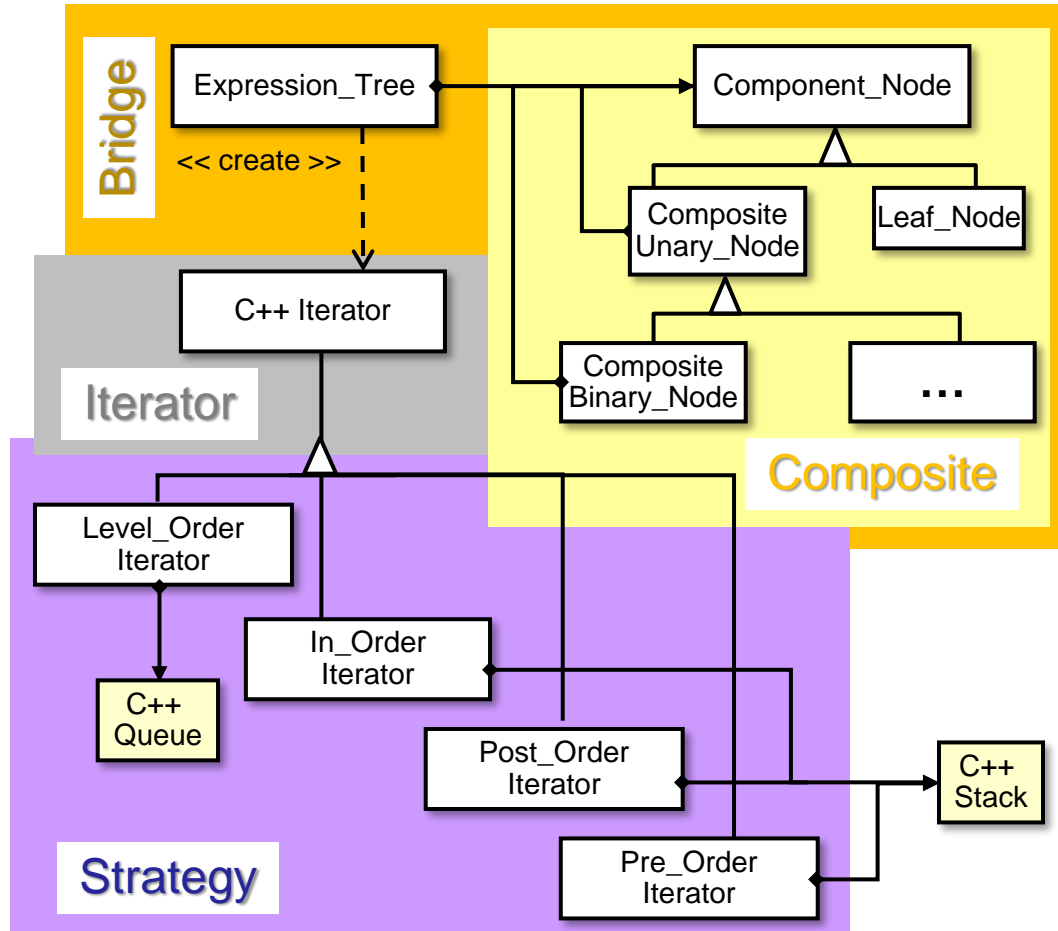 Bridge
Expression_Tree
Component_Node
<< create >>
Composite
Unary_Node
Leaf_Node
C++ Iterator
Composite
Binary_Node
...
Iterator
Composite
Level_Order
Iterator
In_Order
Iterator
C++
Queue
Post_Order
Iterator
C++
Stack
Pre_Order
Iterator
Strategy